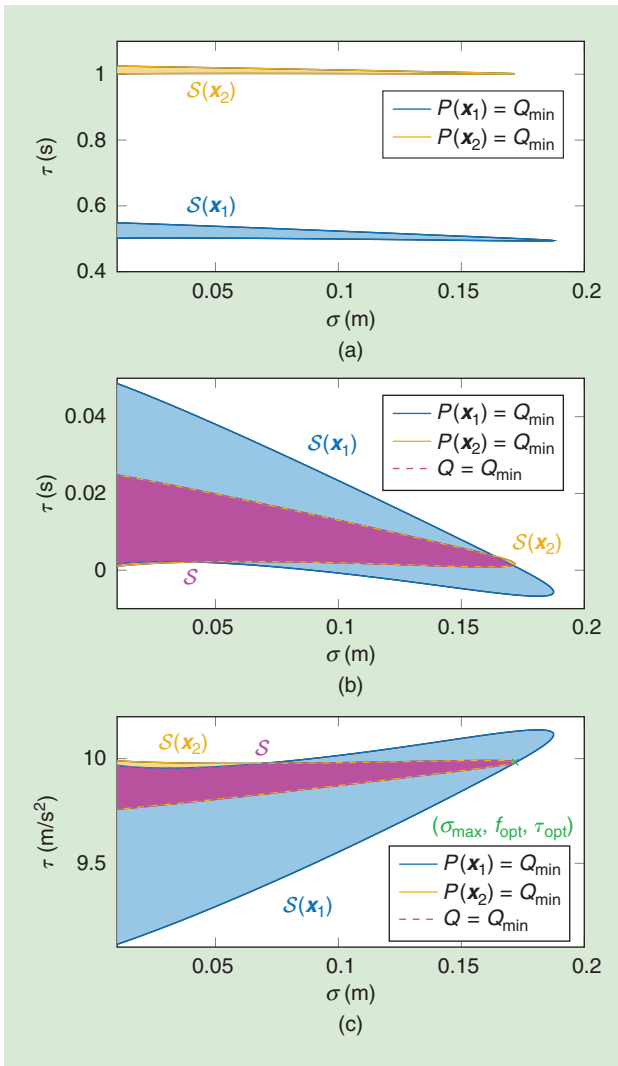 1
0.8
0.6
0.4
τ (s)
S(x₂)
S(x₁)
P(x₁) = Qmin
P(x₂) = Qmin
0.05
0.1
0.15
0.2
σ (m)
(a)
0.04
0.02
0
τ (s)
S(x₁)
S(x₂)
S
P(x₁) = Qmin
P(x₂) = Qmin
Q = Qmin
0.05
0.1
0.15
0.2
σ (m)
(b)
10
9.5
τ (m/s²)
S(x₂)
S
(σmax, fopt, τopt)
S(x₁)
P(x₁) = Qmin
P(x₂) = Qmin
Q = Qmin
0.05
0.1
0.15
0.2
σ (m)
(c)